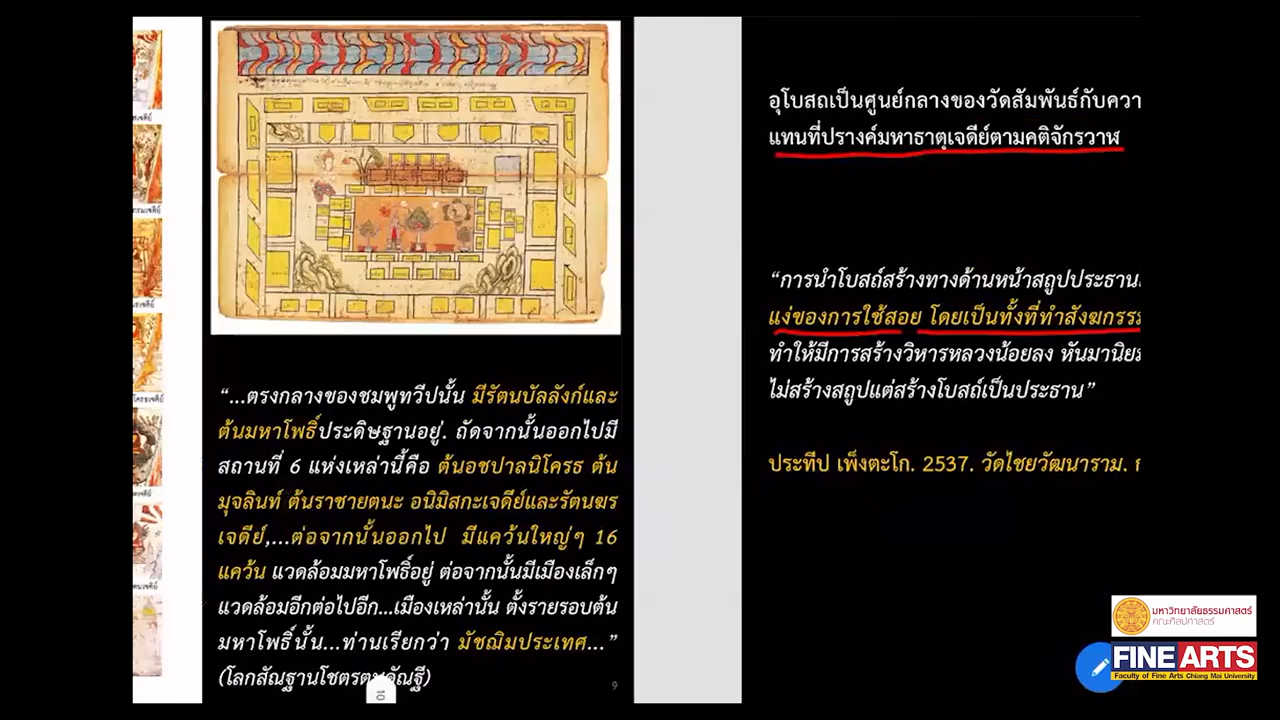 “...ตรงกลางของชมพูทวีปนั้น มีรัตนบัลลังก์และ
ต้นมหาโพธิ์ประดิษฐานอยู่. ถัดจากนั้นออกไปมี
สถานที่ 6 แห่งเหล่านี้คือ ต้นอชปาลนิโครธ ต้น
มุจลินท์ ต้นราชายตนะ อนิมิสกะเจดีย์และรัตนฆร
เจดีย์,...ต่อจากนั้นออกไป มีแคว้นใหญ่ๆ 16
แคว้น แวดล้อมมหาโพธิ์อยู่ ต่อจากนั้นมีเมืองเล็กๆ
แวดล้อมอีกต่อไปอีก...เมืองเหล่านั้น ตั้งรายรอบต้น
มหาโพธิ์นั้น...ท่านเรียกว่า มัชฌิมประเทศ...”
9
10
อุโบสถเป็นศูนย์กลางของวัดสัมพันธ์กับควา
แทนที่ปรางค์มหาธาตุเจดีย์ตามคติจักรวาฬ
“การนำโบสถ์สร้างทางด้านหน้าสถูปประธาน
แง่ของการใช้สอย โดยเป็นทั้งที่ทำสังฆกรร
ทำให้มีการสร้างวิหารหลวงน้อยลง หันมานิย
ไม่สร้างสถูปแต่สร้างโบสถ์เป็นประธาน”
ประทีป เพ็งตะโก. 2537. วัดไชยวัฒนาราม.
มหาวิทยาลัยธรรมศาสตร์
คณะศิลปศาสตร์
FINE ARTS
Faculty of Fine Arts Chiang Mai University